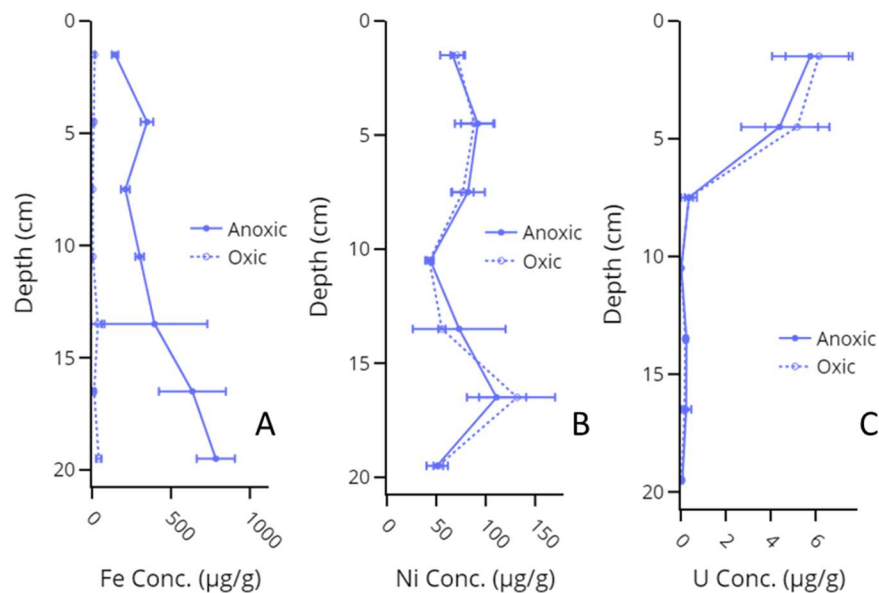 0
5
10
15
20
Depth (cm)
Anoxic
Oxic
A
0
500
1000
Fe Conc. (µg/g)
0
5
10
15
20
Depth (cm)
Anoxic
Oxic
B
0
50
100
150
Ni Conc. (µg/g)
0
5
10
15
20
Depth (cm)
Anoxic
Oxic
C
0
2
4
6
U Conc. (µg/g)